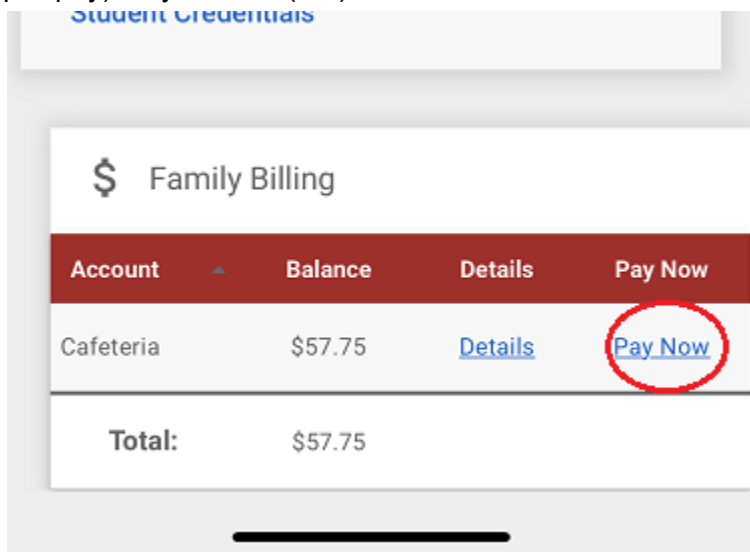 Student Credentials
$ Family Billing
Account Balance Details Pay Now
Cafeteria $57.75 Details Pay Now
Total: $57.75